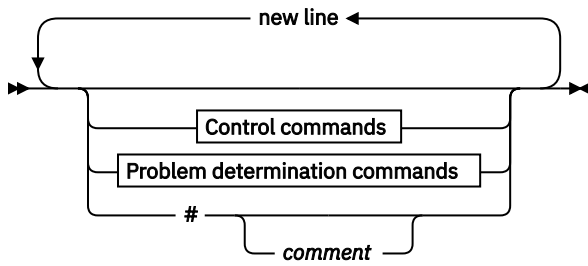 new line
Control commands
Problem determination commands
#
comment